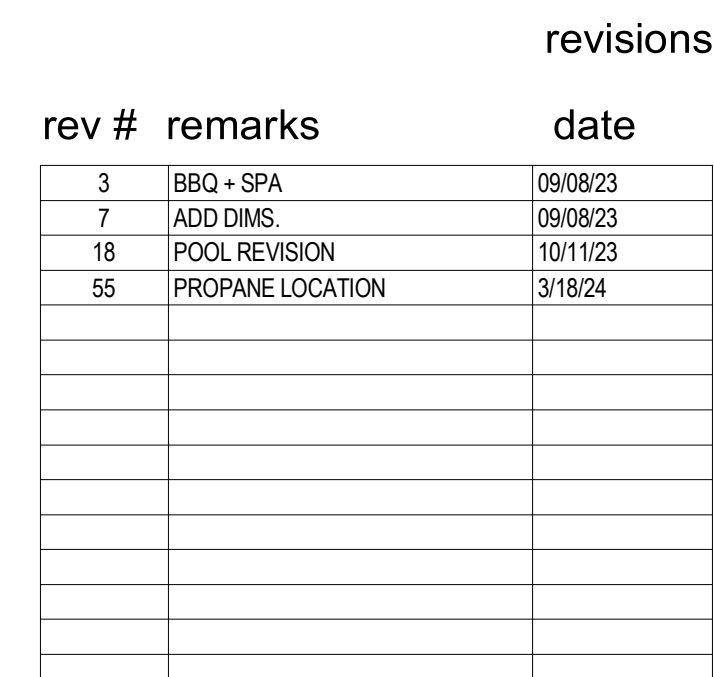 revisions
rev # remarks date
3 BBQ + SPA 09/08/23
7 ADD DIMS. 09/08/23
18 POOL REVISION 10/11/23
55 PROPANE LOCATION 3/18/24